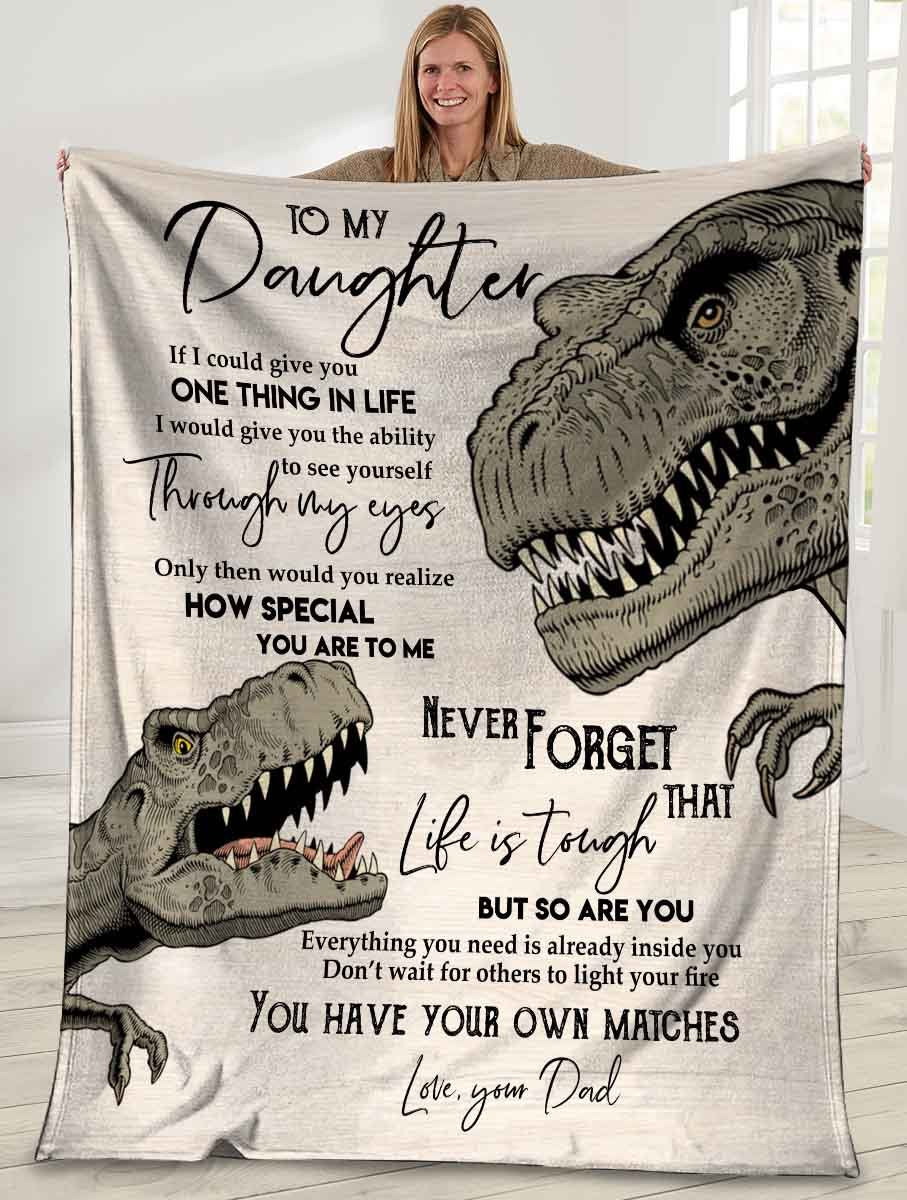 TO MY
Daughter
If I could give you
ONE THING IN LIFE
I would give you the ability
to see yourself
Through my eyes
Only then would you realize
HOW SPECIAL
YOU ARE TO ME
NEVER FORGET
THAT
Life is tough
BUT SO ARE YOU
Everything you need is already inside you
Don't wait for others to light your fire
YOU HAVE YOUR OWN MATCHES
Love, your Dad